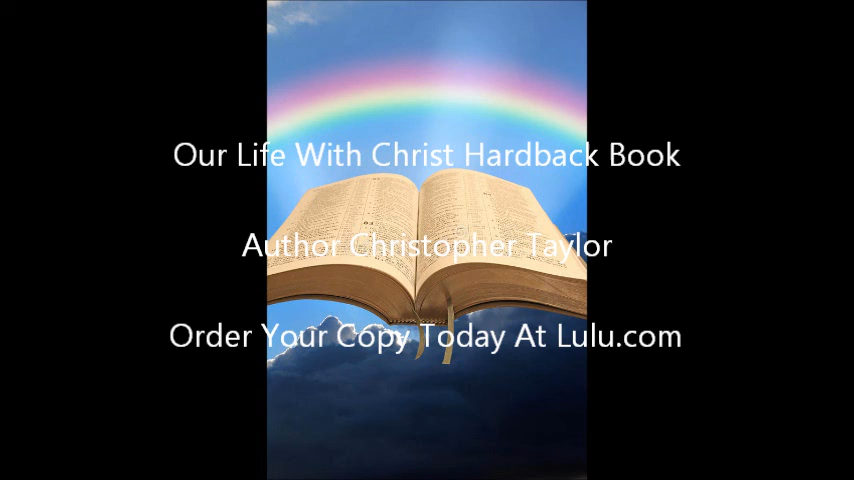 Our Life With Christ Hardback Book
Author Christopher Taylor
Order Your Copy Today At Lulu.com